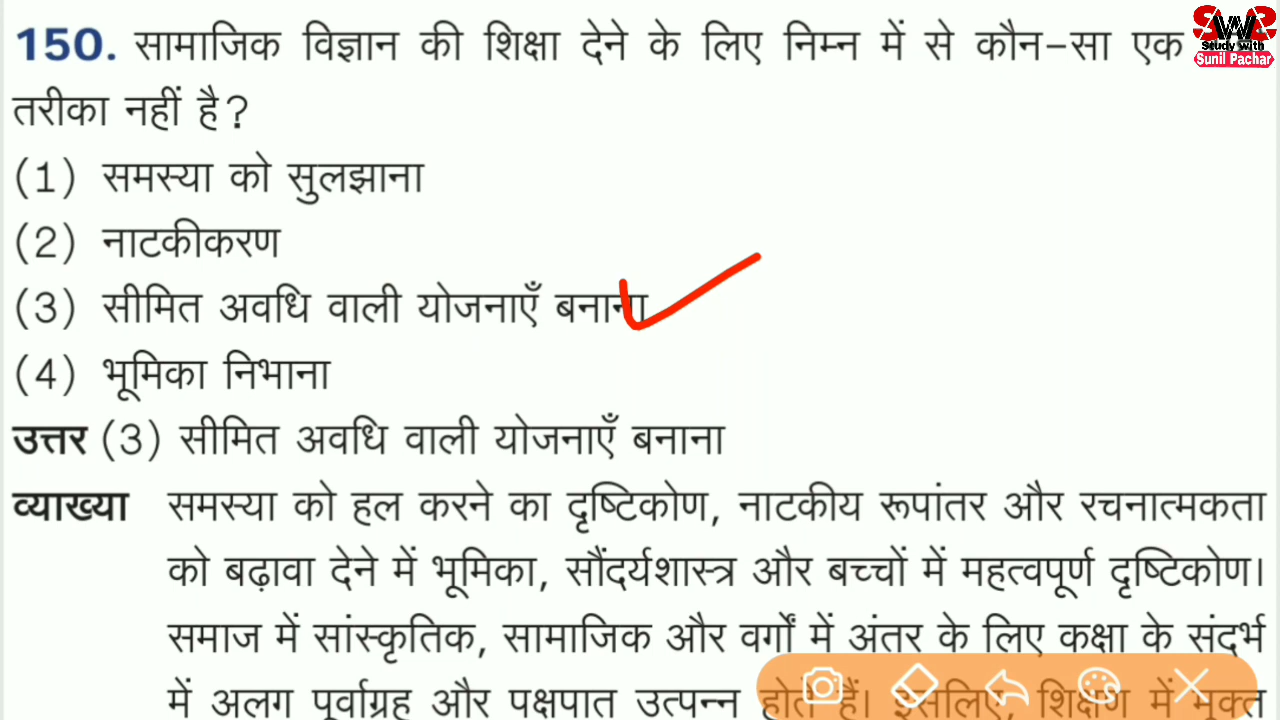 150. सामाजिक विज्ञान की शिक्षा देने के लिए निम्न में से कौन-सा एक
तरीका नहीं है?
(1) समस्या को सुलझाना
(2) नाटकीकरण
(3) सीमित अवधि वाली योजनाएँ बनाना
(4) भूमिका निभाना
उत्तर (3) सीमित अवधि वाली योजनाएँ बनाना
व्याख्या समस्या को हल करने का दृष्टिकोण, नाटकीय रूपांतर और रचनात्मकता
को बढ़ावा देने में भूमिका, सौंदर्यशास्त्र और बच्चों में महत्वपूर्ण दृष्टिकोण।
समाज में सांस्कृतिक, सामाजिक और वर्गों में अंतर के लिए कक्षा के संदर्भ
में अलग पूर्वाग्रह और पक्षपात उत्पन्न होते हैं। इसलिए, शिक्षण में मुक्त
SWS
Study with
Sunil Pachar